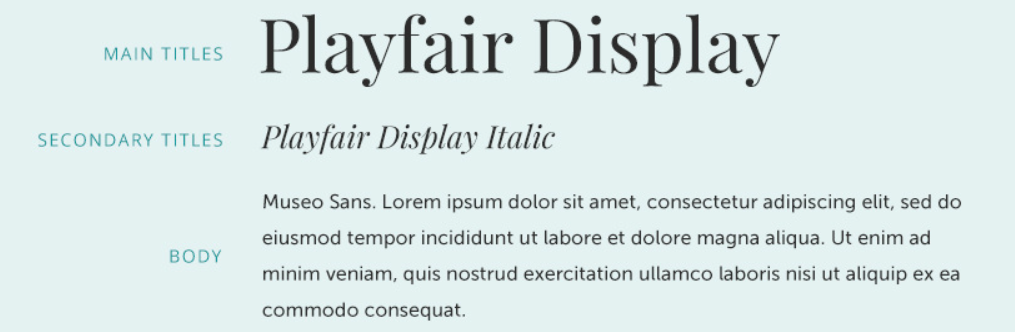 MAIN TITLES
Playfair Display
SECONDARY TITLES
Playfair Display Italic
BODY
Museo Sans. Lorem ipsum dolor sit amet, consectetur adipiscing elit, sed do
eiusmod tempor incididunt ut labore et dolore magna aliqua. Ut enim ad
minim veniam, quis nostrud exercitation ullamco laboris nisi ut aliquip ex ea
commodo consequat.